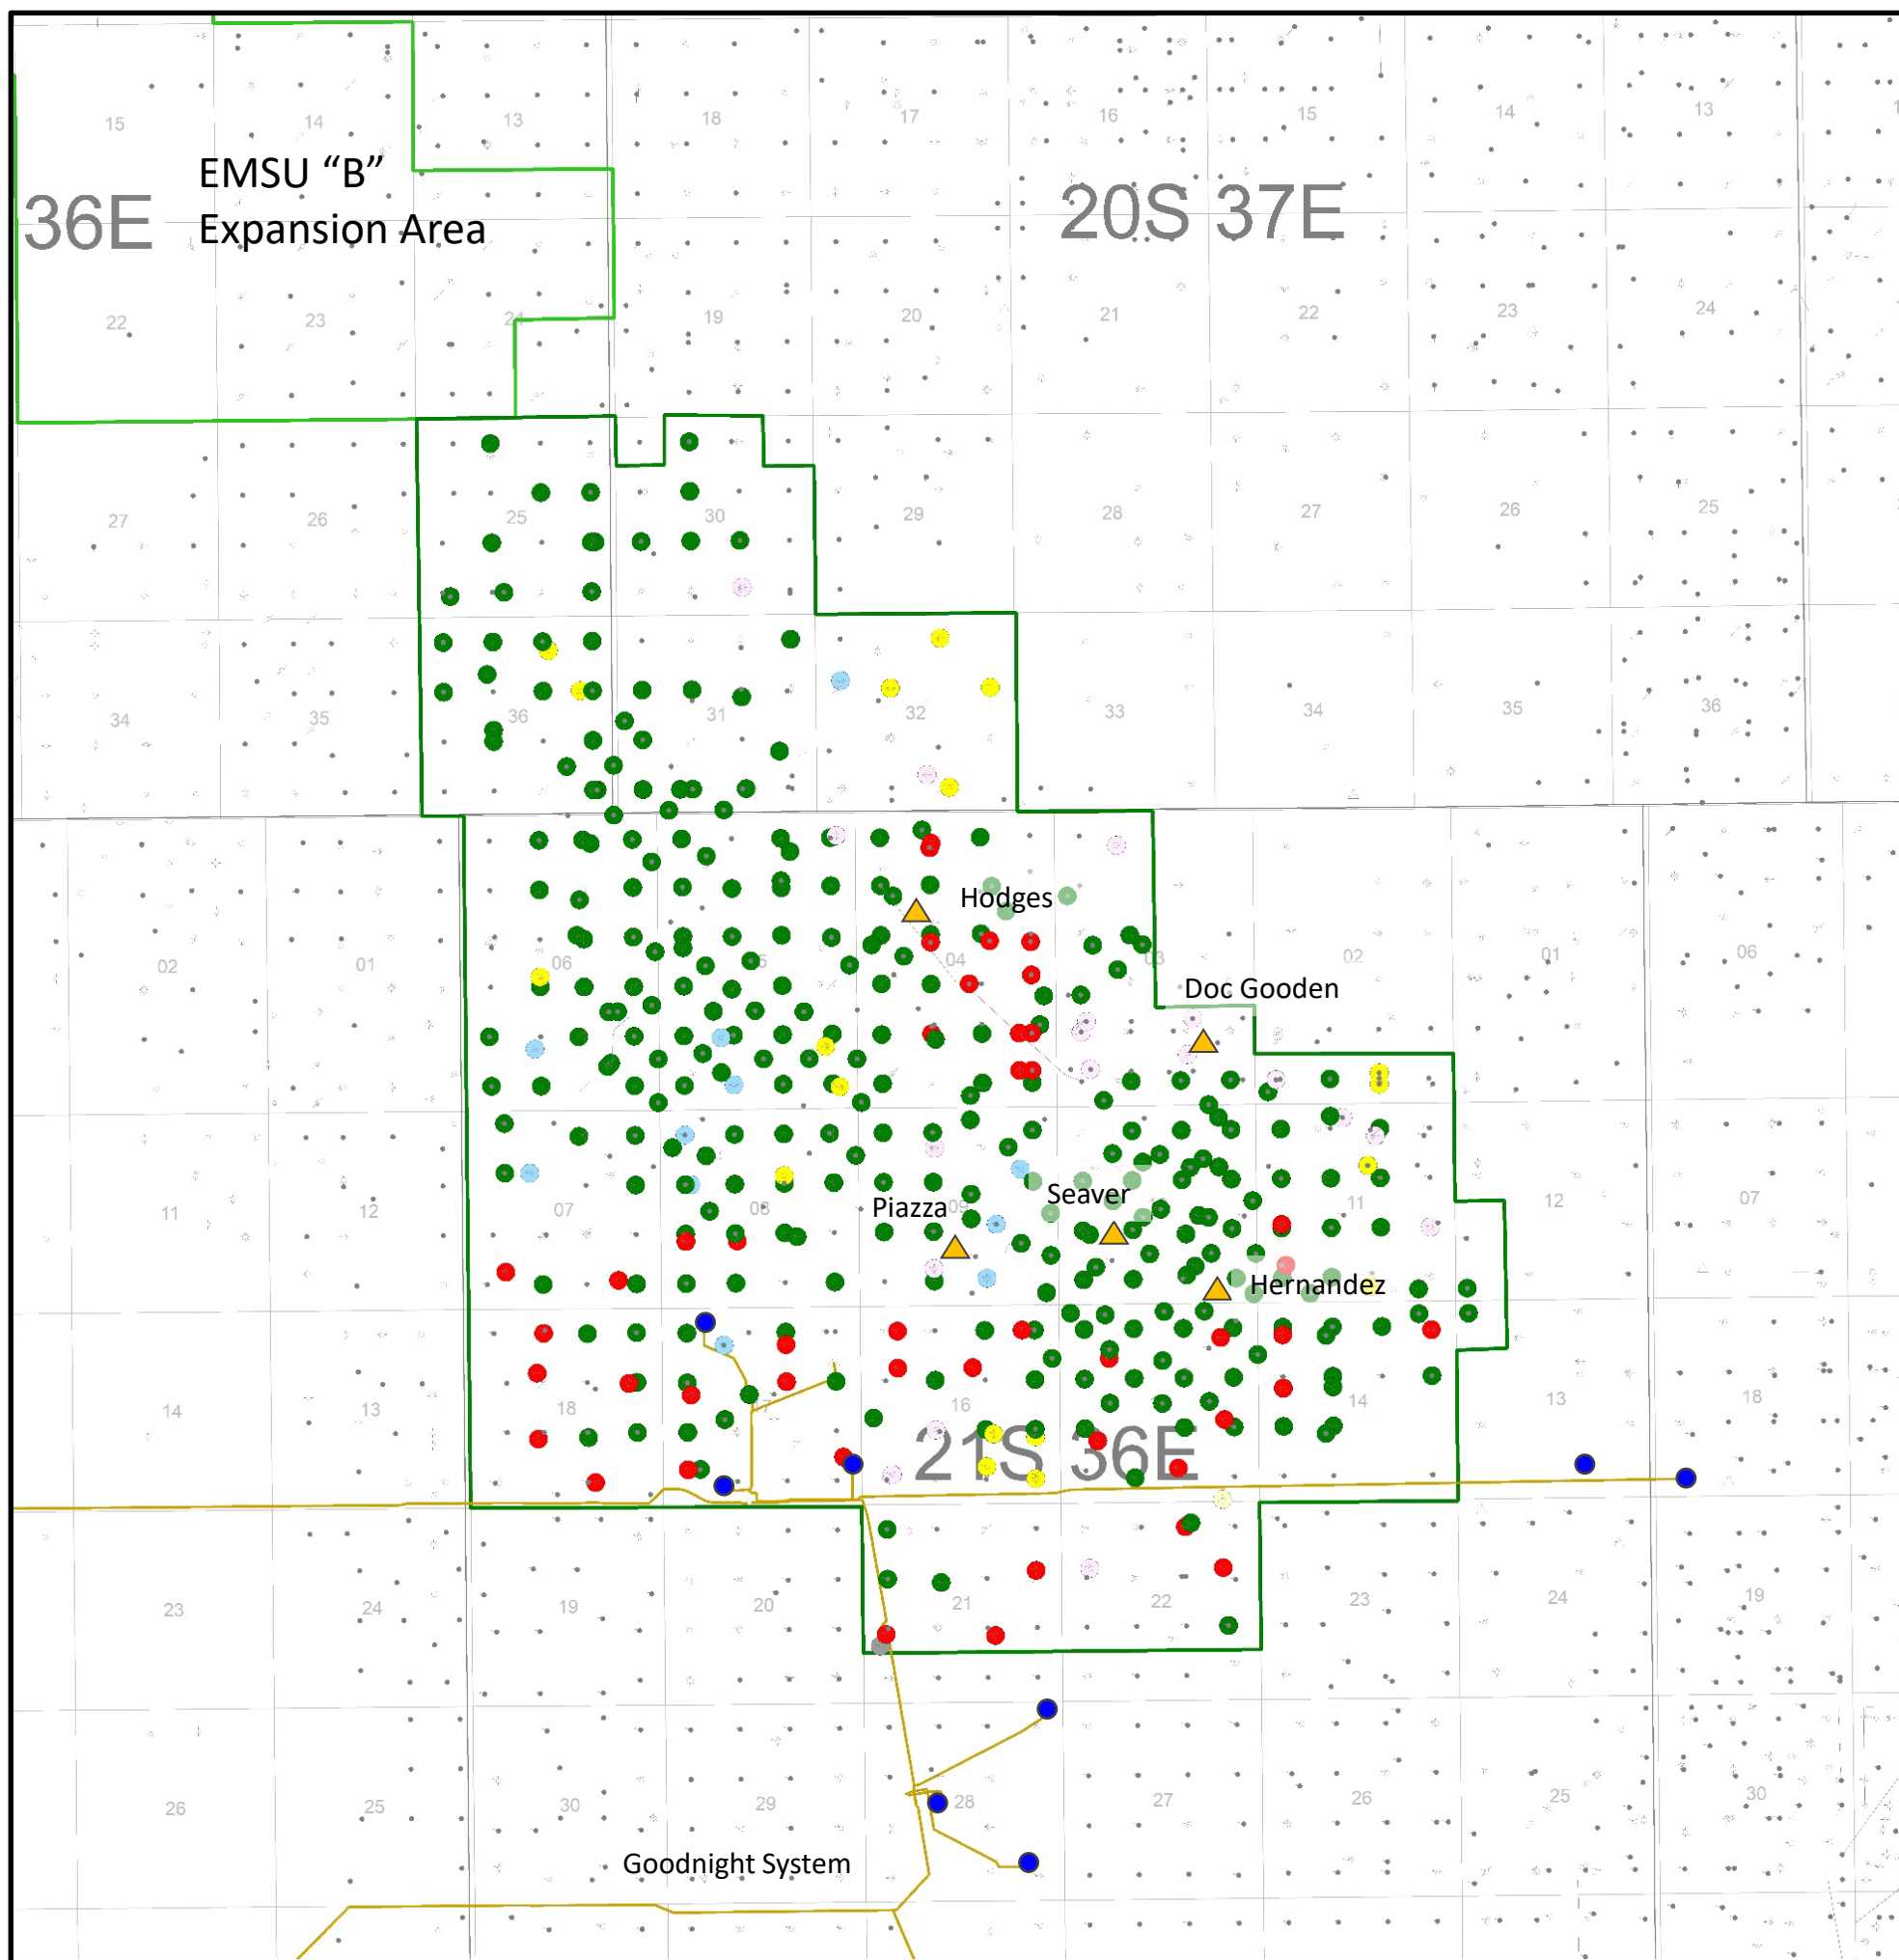 15 14 13 18 17 16 15 14 13
EMSU “B”
Expansion Area
36E
20S 37E
22 23 24 19 20 21 22 23 24
27 26 25 30 29 28 27 26 25
34 35 36 31 32 33 34 35 36
Hodges
02 01 06 5 04 03 02 01 06
Doc Gooden
Seaver
Piazza
11 12 07 08 09 10 11 12 07
Hernandez
14 13 18 17 16 14 13 18
21S 36E
23 24 19 20 21 22 23 24 19
26 25 30 29 28 27 26 25 30
Goodnight System